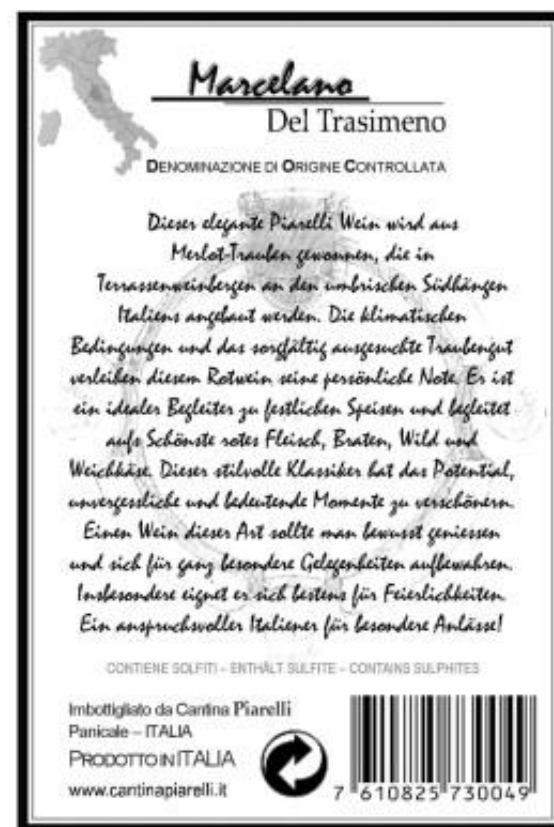 Marcelano
Del Trasimeno
DENOMINAZIONE DI ORIGINE CONTROLLATA
Dieser elegante Piarelli Wein wird aus
Merlot-Trauben gewonnen, die in
Terrassenweinbergen an den umbrischen Südhängen
Italiens angebaut werden. Die klimatischen
Bedingungen und das sorgfältig ausgesuchte Traubengut
verleihen diesem Rotwein seine persönliche Note. Er ist
ein idealer Begleiter zu festlichen Speisen und begleitet
aufs Schönste rotes Fleisch, Braten, Wild und
Weichkäse. Dieser stilvolle Klassiker hat das Potential,
unvergessliche und bedeutende Momente zu verschönern.
Einen Wein dieser Art sollte man bewusst geniessen
und sich für ganz besondere Gelegenheiten aufbewahren.
Insbesondere eignet er sich bestens für Feierlichkeiten.
Ein anspruchsvoller Italiener für besondere Anlässe!
CONTIENE SOLFITI – ENTHÄLT SULFITE – CONTAINS SULPHITES
Imbottigliato da Cantina Piarelli
Panicale – ITALIA
PRODOTTO IN ITALIA
www.cantinapiarelli.it
7 610825 730049